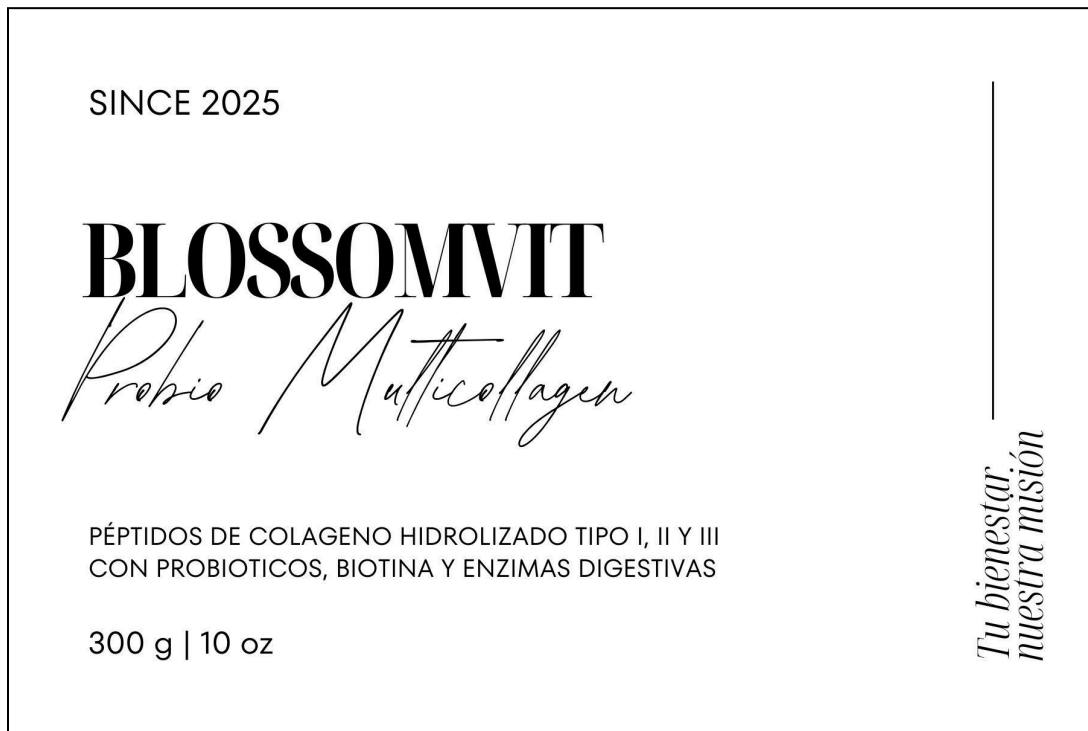 SINCE 2025
BLOSSOMVIT
Probio Multicollagen
PÉPTIDOS DE COLAGENO HIDROLIZADO TIPO I, II Y III
CON PROBIOTICOS, BIOTINA Y ENZIMAS DIGESTIVAS
300 g | 10 oz
Tu bienestar,
nuestra misión